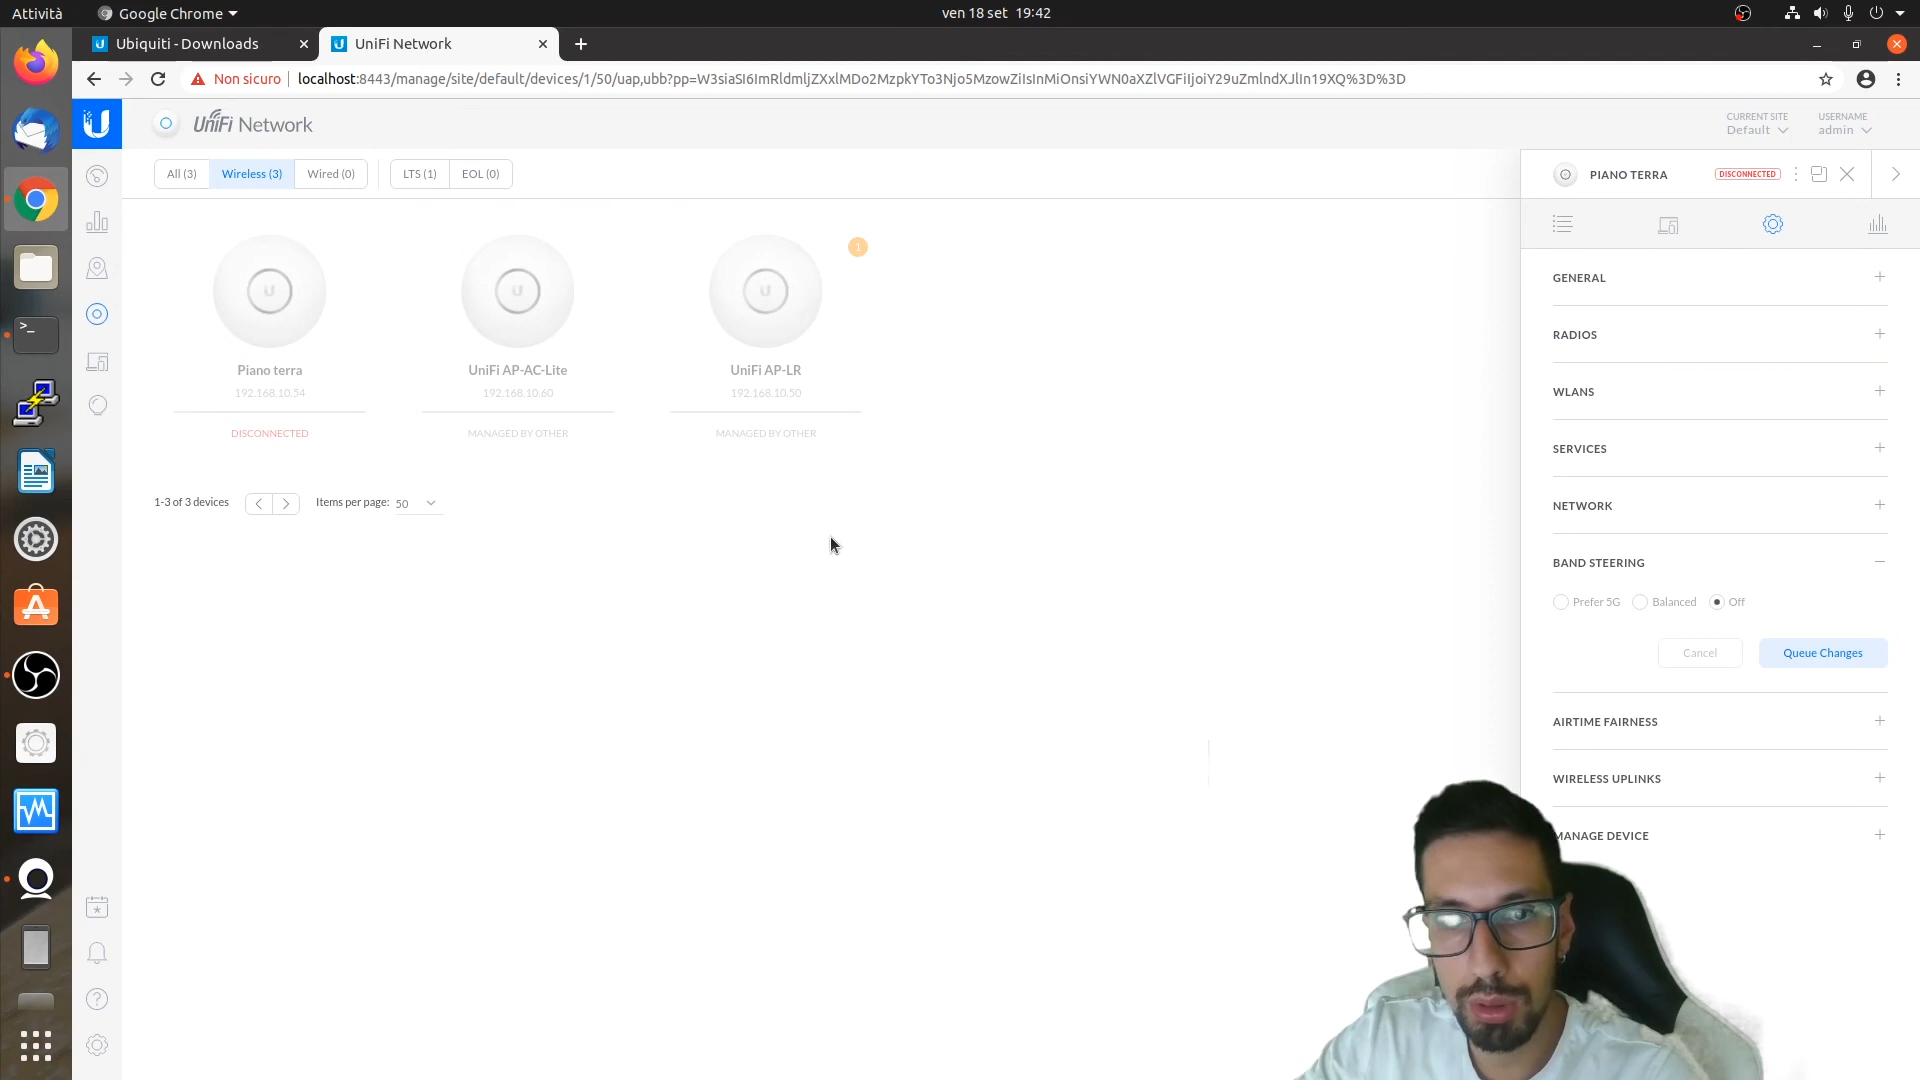 Attività
Google Chrome
ven 18 set 19:42
Ubiquiti - Downloads
UniFi Network
Non sicuro
localhost:8443/manage/site/default/devices/1/50/uap,ubb?pp=W3siaSI6ImRldmljZXxlMDo2MzpkYTo3Njo5MzowZiIsInMiOnsiYWN0aXZlVGFiIjoiY29uZmlndXJlIn19XQ%3D%3D
UniFi Network
CURRENT SITE
Default
USERNAME
admin
All (3)
Wireless (3)
Wired (0)
LTS (1)
EOL (0)
PIANO TERRA
DISCONNECTED
1
Piano terra
192.168.10.54
DISCONNECTED
UniFi AP-AC-Lite
192.168.10.60
MANAGED BY OTHER
UniFi AP-LR
192.168.10.50
MANAGED BY OTHER
1-3 of 3 devices
Items per page: 50
GENERAL
RADIOS
WLANS
SERVICES
NETWORK
BAND STEERING
Prefer 5G
Balanced
Off
Cancel
Queue Changes
AIRTIME FAIRNESS
WIRELESS UPLINKS
MANAGE DEVICE